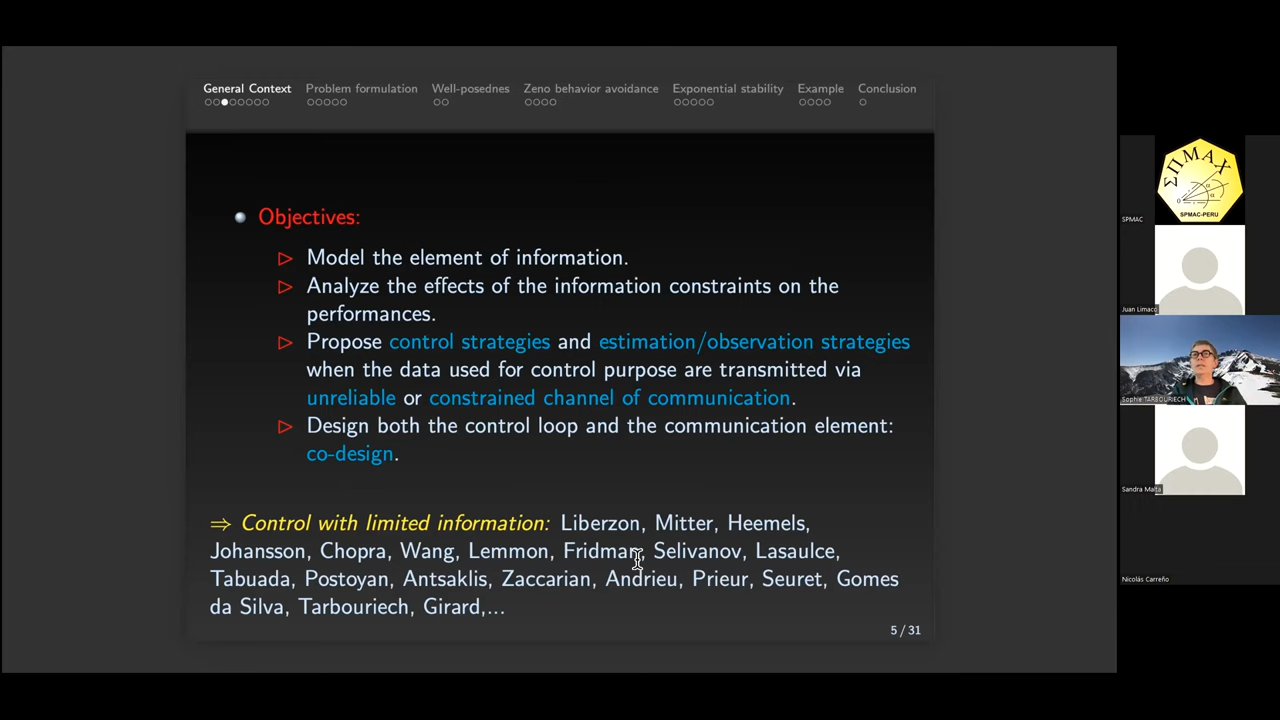 General Context Problem formulation Well-posednes Zeno behavior avoidance Exponential stability Example Conclusion
Objectives:
Model the element of information.
Analyze the effects of the information constraints on the
performances.
Propose control strategies and estimation/observation strategies
when the data used for control purpose are transmitted via
unreliable or constrained channel of communication.
Design both the control loop and the communication element:
co-design.
⇒ Control with limited information: Liberzon, Mitter, Heemels,
Johansson, Chopra, Wang, Lemmon, Fridman, Selivanov, Lasaulce,
Tabuada, Postoyan, Antsaklis, Zaccarian, Andrieu, Prieur, Seuret, Gomes
da Silva, Tarbouriech, Girard,...
5 / 31
ΣΠΜΑΧ
SPMAC-PERU
SPMAC
Juan Limaco
Sophie TARBOURIECH
Sandra Malta
Nicolás Carreño